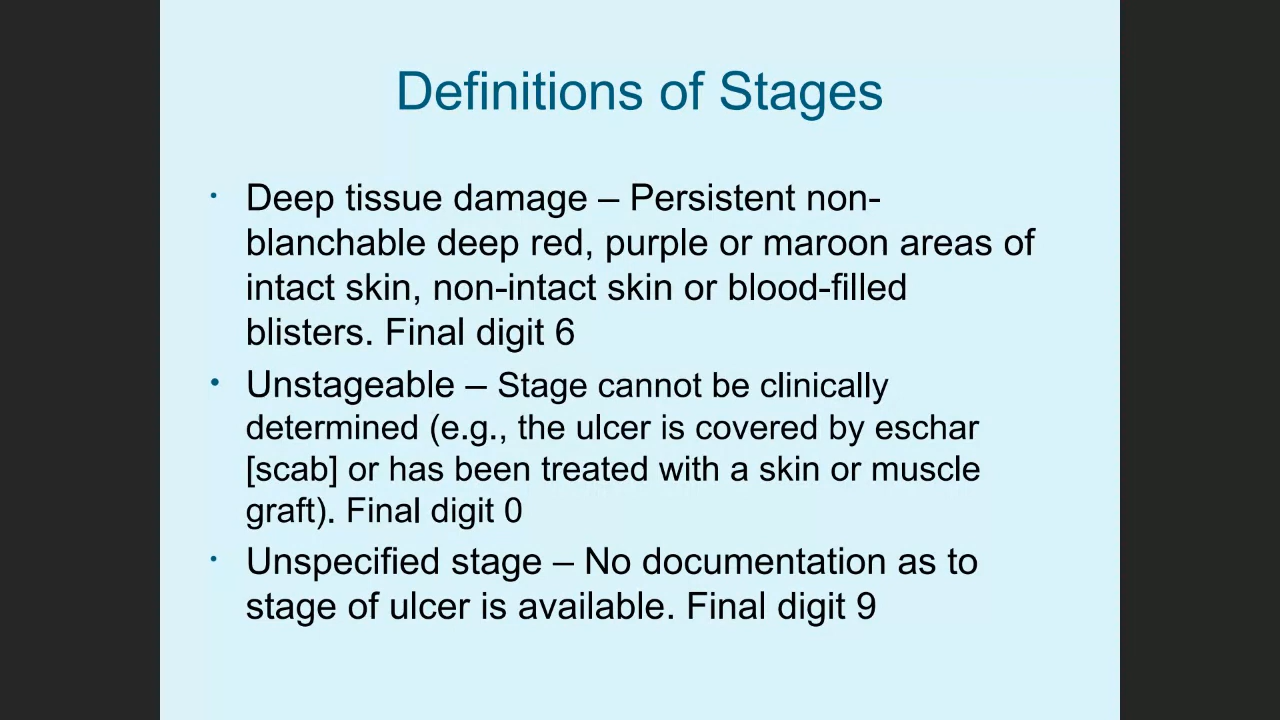 Definitions of Stages
• Deep tissue damage – Persistent non-
blanchable deep red, purple or maroon areas of
intact skin, non-intact skin or blood-filled
blisters. Final digit 6
• Unstageable – Stage cannot be clinically
determined (e.g., the ulcer is covered by eschar
[scab] or has been treated with a skin or muscle
graft). Final digit 0
• Unspecified stage – No documentation as to
stage of ulcer is available. Final digit 9